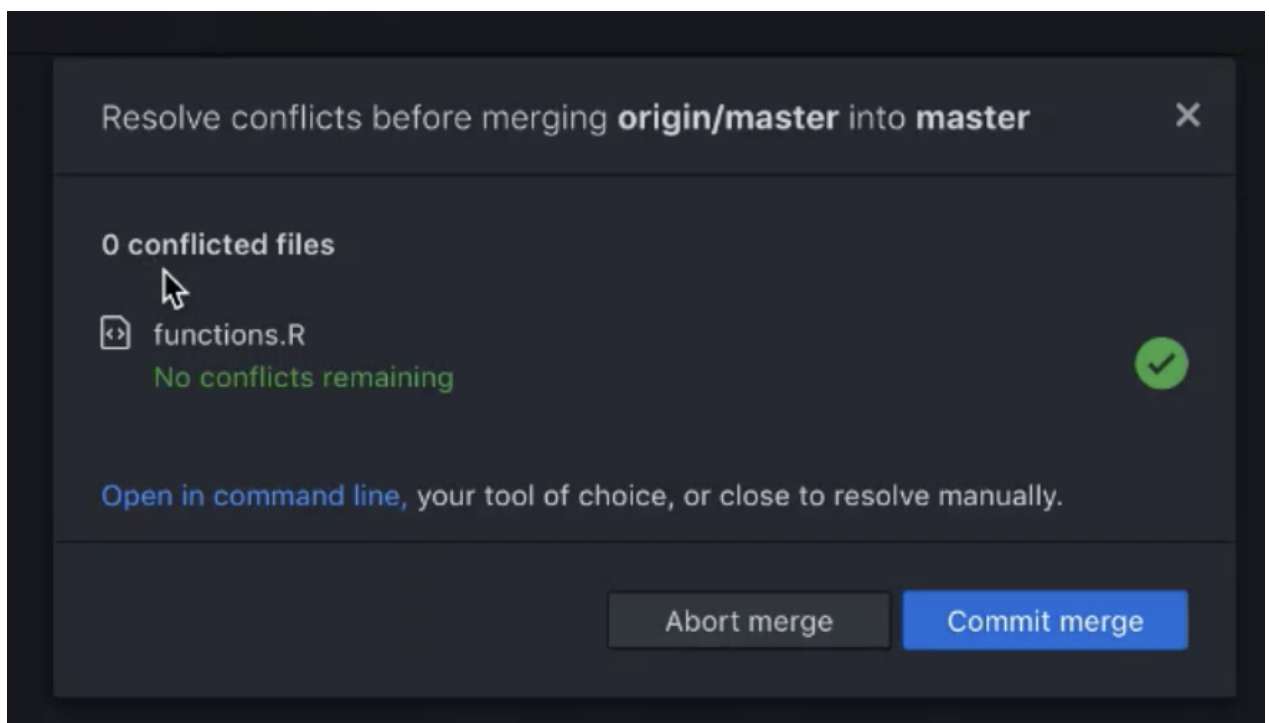 Resolve conflicts before merging origin/master into master
0 conflicted files
functions.R
No conflicts remaining
Open in command line, your tool of choice, or close to resolve manually.
Abort merge
Commit merge